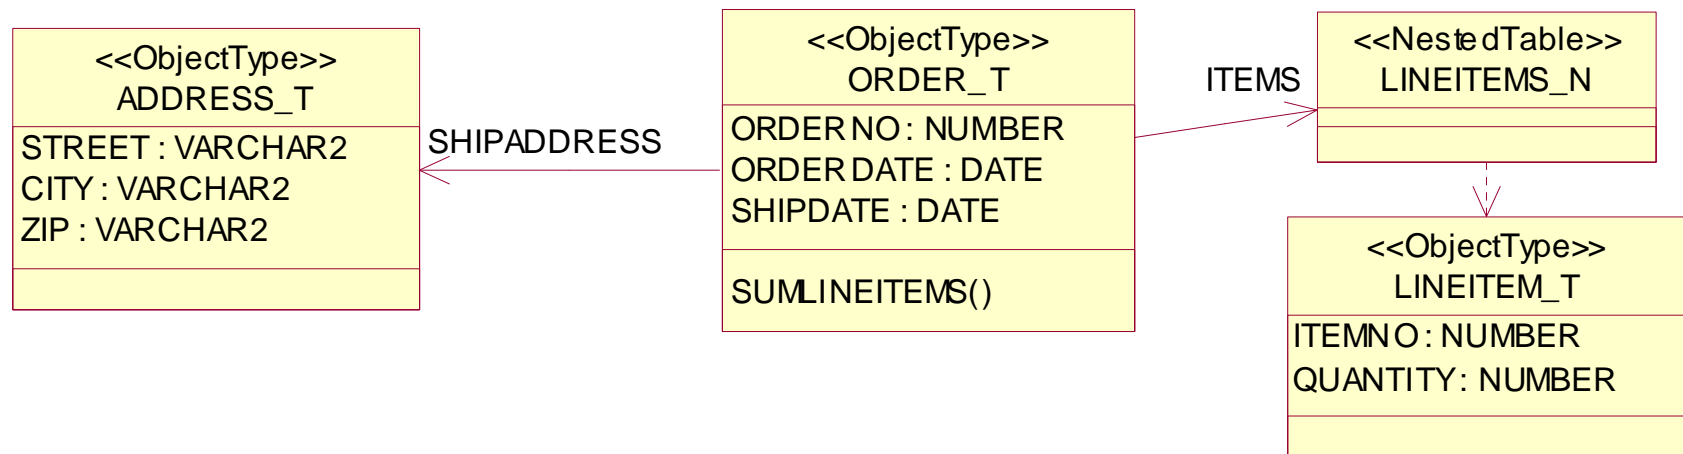 <<ObjectType>>
ADDRESS_T
STREET : VARCHAR2
CITY : VARCHAR2
ZIP : VARCHAR2
SHIPADDRESS
<<ObjectType>>
ORDER_T
ORDERNO : NUMBER
ORDERDATE : DATE
SHIPDATE : DATE
SUMLINEITEMS()
ITEMS
<<NestedTable>>
LINEITEMS_N
<<ObjectType>>
LINEITEM_T
ITEMNO : NUMBER
QUANTITY : NUMBER